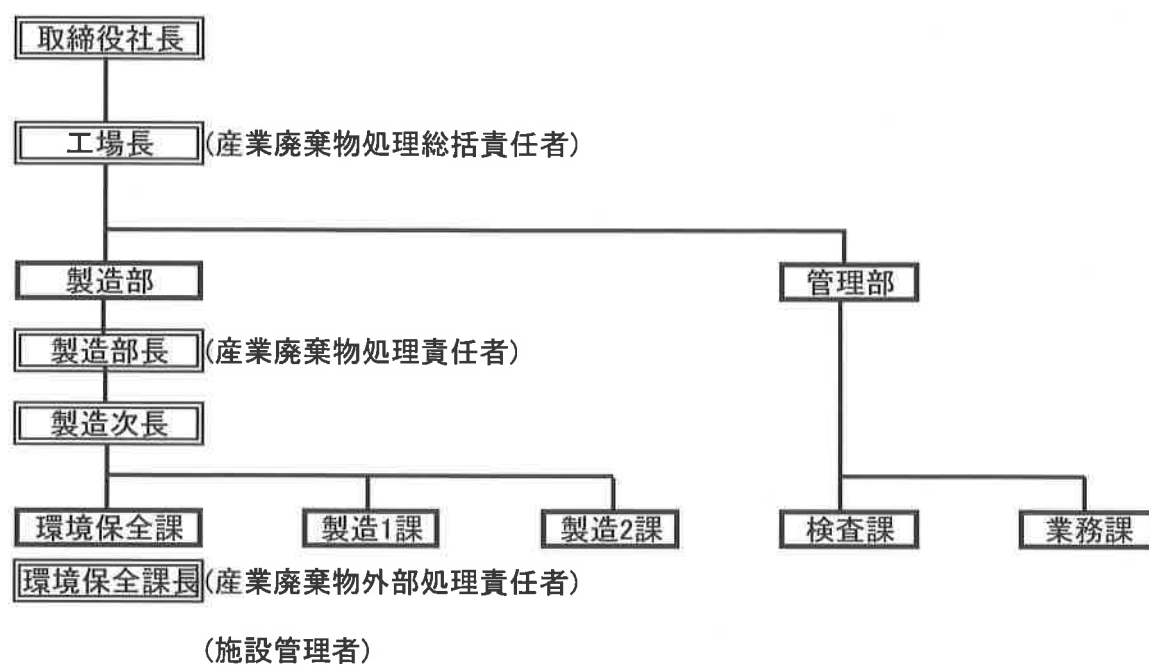 取締役社長
工場長 (産業廃棄物処理総括責任者)
製造部 管理部
製造部長 (産業廃棄物処理責任者)
製造次長
環境保全課 製造1課 製造2課 検査課 業務課
環境保全課長 (産業廃棄物外部処理責任者)
(施設管理者)